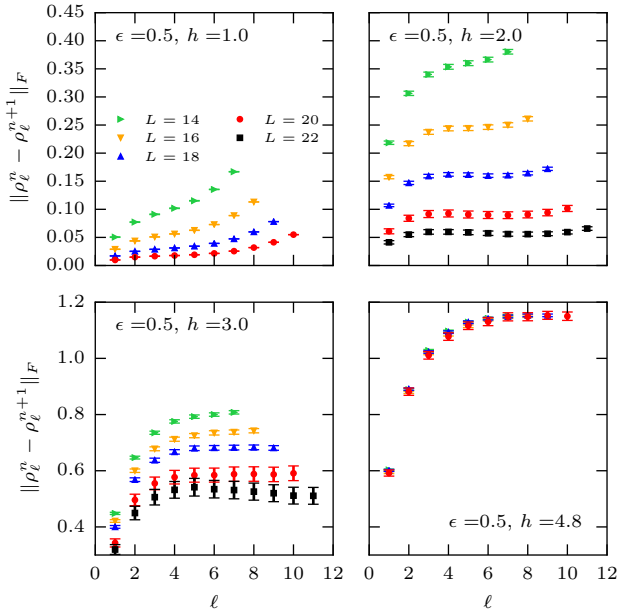 0.45
0.40
0.35
0.30
0.25
0.20
0.15
0.10
0.05
0.00
‖ρ_ℓ^n − ρ_ℓ^{n+1}‖_F
ϵ =0.5, h =1.0
L = 14
L = 16
L = 18
L = 20
L = 22
ϵ =0.5, h =2.0
1.2
1.0
0.8
0.6
0.4
‖ρ_ℓ^n − ρ_ℓ^{n+1}‖_F
ϵ =0.5, h =3.0
0 2 4 6 8 10 12
ℓ
ϵ =0.5, h =4.8
0 2 4 6 8 10 12
ℓ